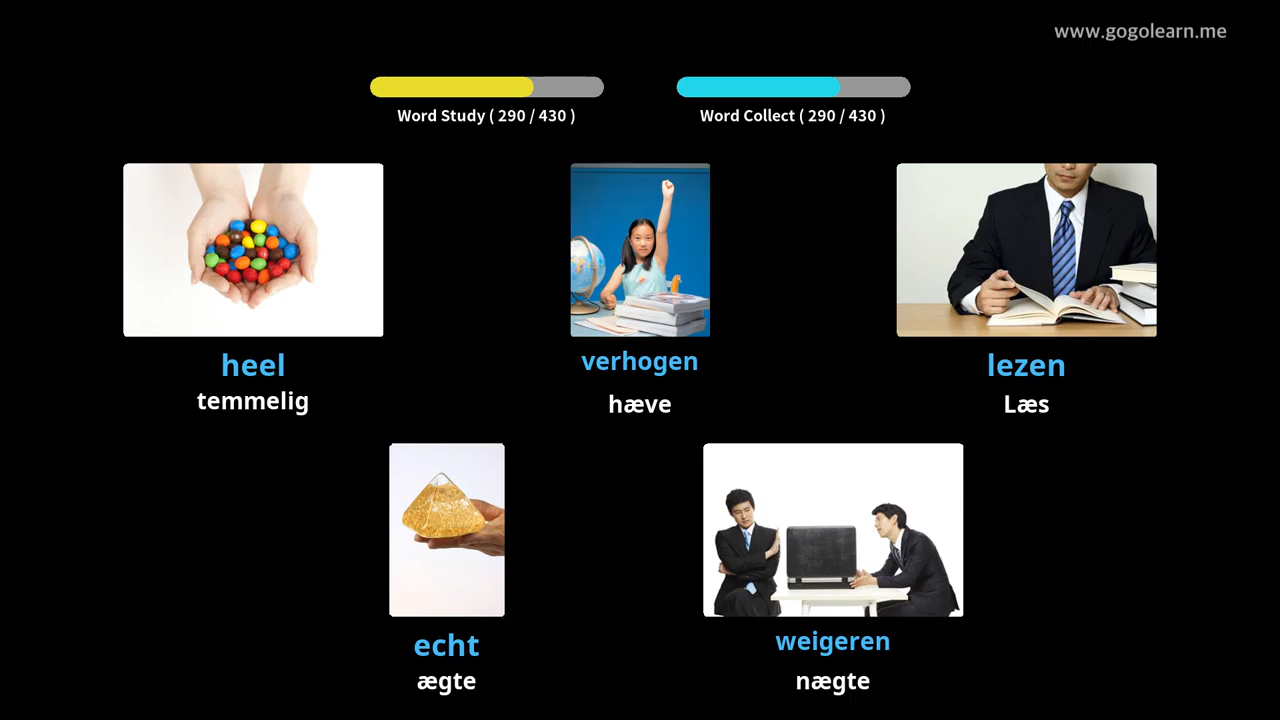 www.gogolearn.me
Word Study ( 290 / 430 )
Word Collect ( 290 / 430 )
heel
temmelig
verhogen
hæve
lezen
Læs
echt
ægte
weigeren
nægte